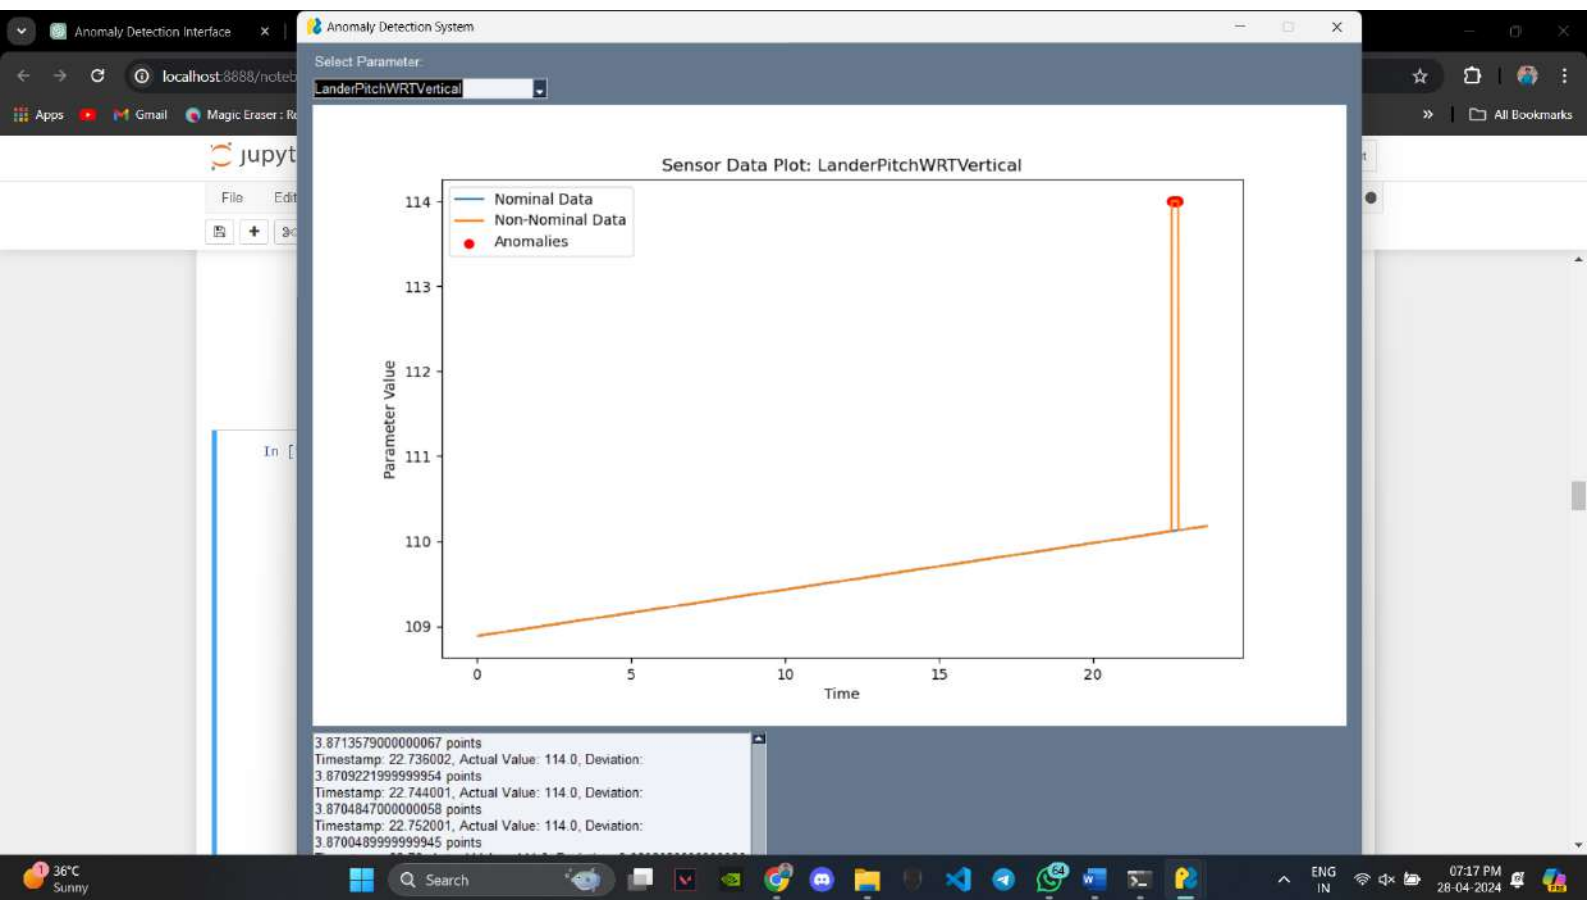 Anomaly Detection Interface
Anomaly Detection System
localhost:8888/noteb
Select Parameter:
LanderPitchWRTVertical
Apps
Gmail
Magic Eraser : Re
All Bookmarks
jupyt
File Edit
In [
Sensor Data Plot: LanderPitchWRTVertical
Nominal Data
Non-Nominal Data
Anomalies
114
113
112
111
110
109
Parameter Value
0 5 10 15 20
Time
3.8713579000000067 points
Timestamp: 22.736002, Actual Value: 114.0, Deviation:
3.8709221999999954 points
Timestamp: 22.744001, Actual Value: 114.0, Deviation:
3.8704847000000058 points
Timestamp: 22.752001, Actual Value: 114.0, Deviation:
3.8700489999999945 points
1
36°C
Sunny
Search
64
ENG
IN
07:17 PM
28-04-2024
PRE